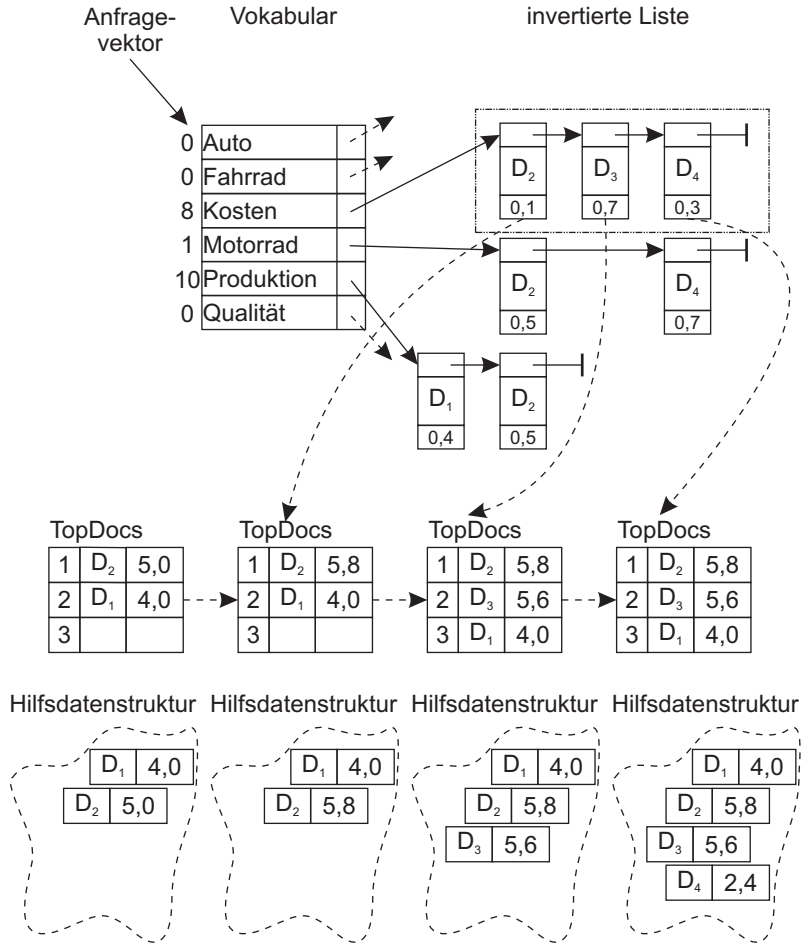 Anfrage-
vektor
Vokabular
invertierte Liste
0 Auto
0 Fahrrad
8 Kosten
1 Motorrad
10 Produktion
0 Qualität
D₂ D₃ D₄
0,1 0,7 0,3
D₂ D₄
0,5 0,7
D₁ D₂
0,4 0,5
TopDocs TopDocs TopDocs TopDocs
1 D₂ 5,0 1 D₂ 5,8 1 D₂ 5,8 1 D₂ 5,8
2 D₁ 4,0 2 D₁ 4,0 2 D₃ 5,6 2 D₃ 5,6
3 3 3 D₁ 4,0 3 D₁ 4,0
Hilfsdatenstruktur Hilfsdatenstruktur Hilfsdatenstruktur Hilfsdatenstruktur
D₁ 4,0 D₁ 4,0 D₁ 4,0 D₁ 4,0
D₂ 5,0 D₂ 5,8 D₂ 5,8 D₂ 5,8
D₃ 5,6 D₃ 5,6
D₄ 2,4